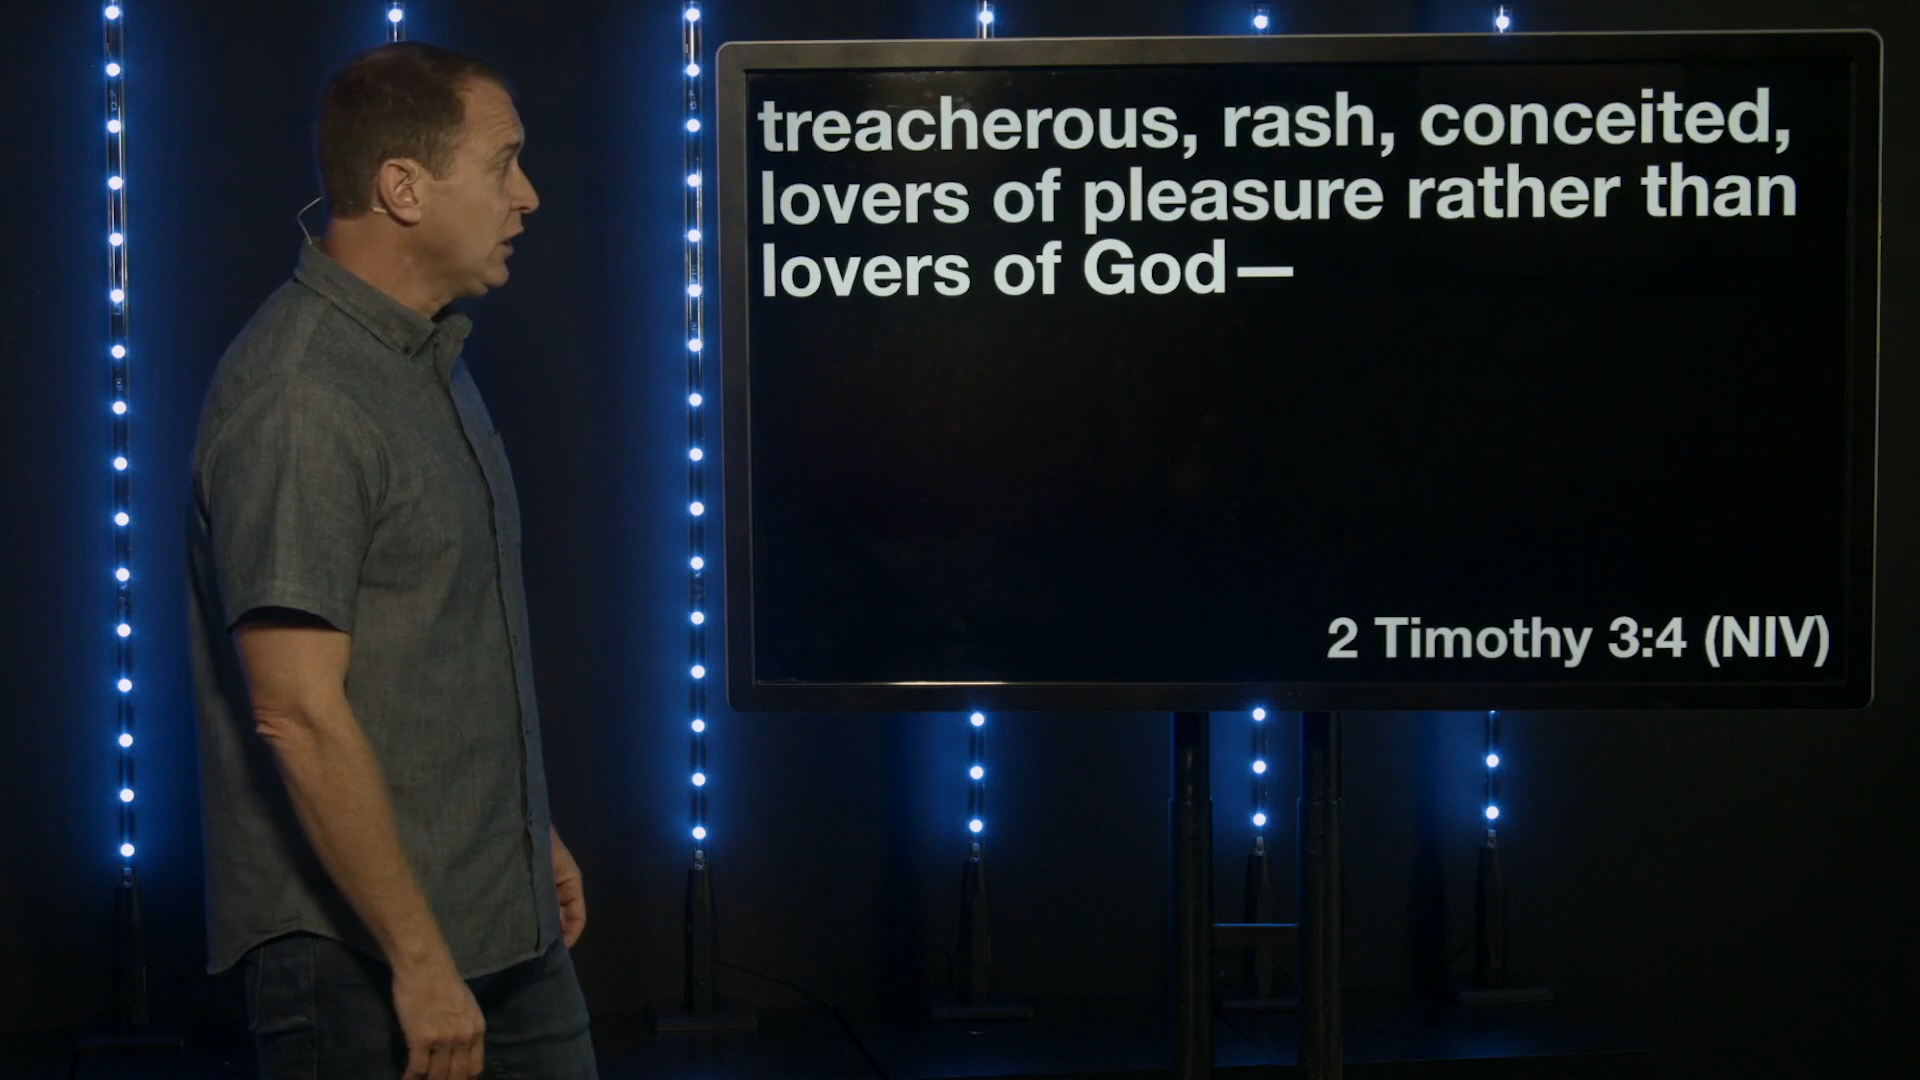 treacherous, rash, conceited,
lovers of pleasure rather than
lovers of God—
2 Timothy 3:4 (NIV)